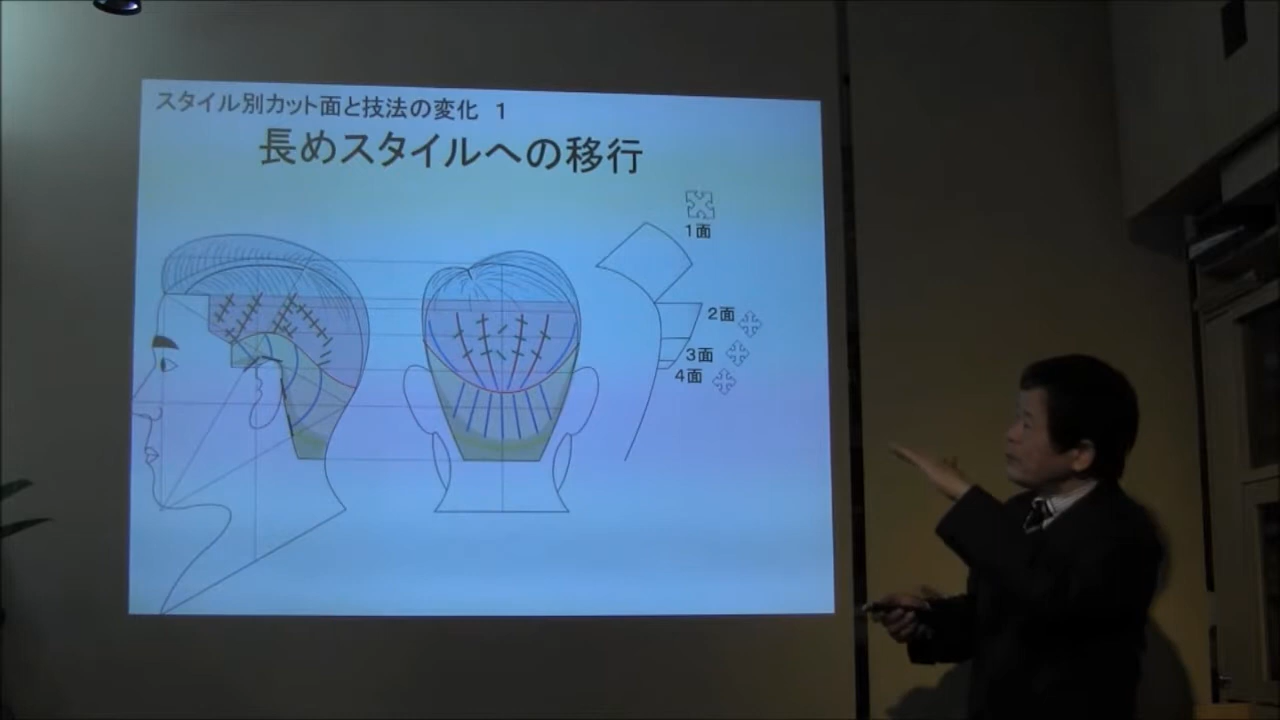 スタイル別カット面と技法の変化 1
長めスタイルへの移行
1面
2面
3面
4面